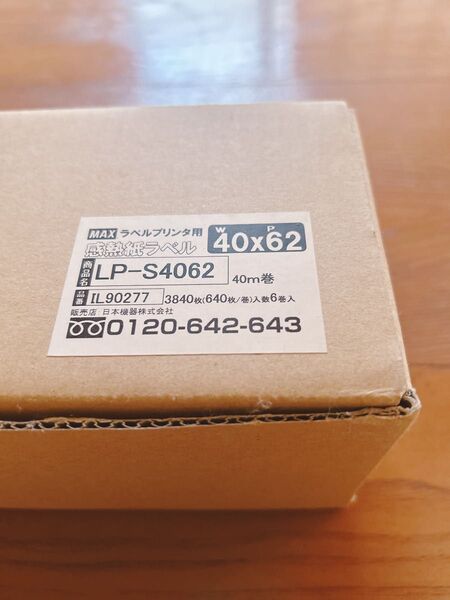 MAX ラベルプリンタ用
感熱紙ラベル
W P
40x62
商品名 LP-S4062 40m巻
品番 IL90277 3840枚(640枚/巻)入数6巻入
販売店 日本機器株式会社
0120-642-643